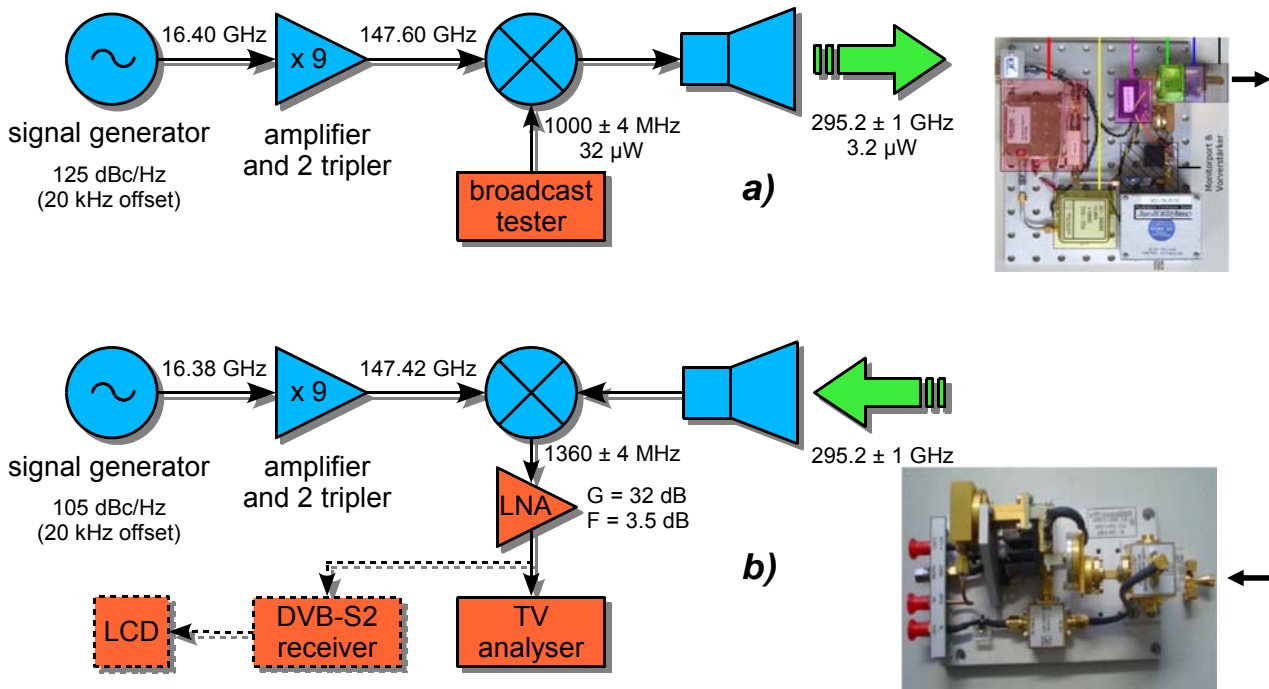 16.40 GHz
147.60 GHz
x 9
signal generator
125 dBc/Hz
(20 kHz offset)
amplifier
and 2 tripler
1000 ± 4 MHz
32 µW
broadcast
tester
a)
295.2 ± 1 GHz
3.2 µW
Monitorport &
Vorverstärker
16.38 GHz
147.42 GHz
x 9
signal generator
105 dBc/Hz
(20 kHz offset)
amplifier
and 2 tripler
1360 ± 4 MHz
295.2 ± 1 GHz
LNA
G = 32 dB
F = 3.5 dB
b)
LCD
DVB-S2
receiver
TV
analyser